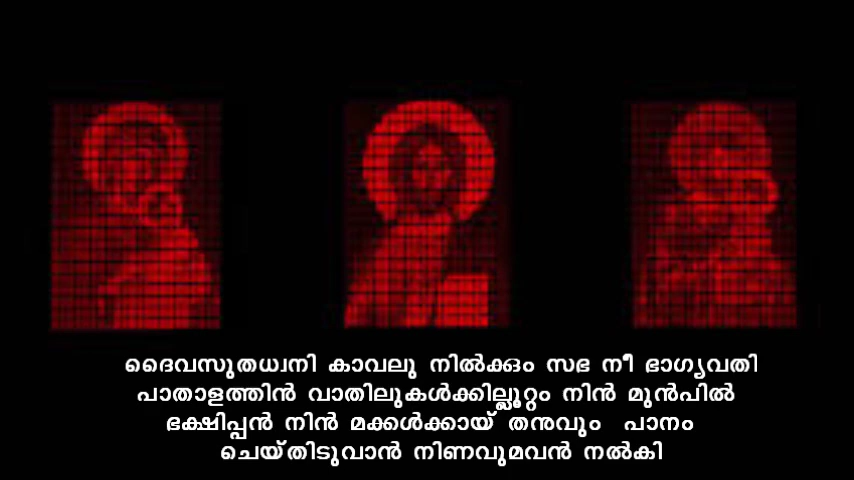 ദൈവസുതധ്വനി കാവലു നിൽക്കും സഭ നീ ഭാഗ്യവതി
പാതാളത്തിൻ വാതിലുകൾക്കില്ലൂറ്റം നിൻ മുൻപിൽ
ഭക്ഷിപ്പൻ നിൻ മക്കൾക്കായ് തനുവും പാനം
ചെയ്തിടുവാൻ നിണവുമവൻ നൽകി